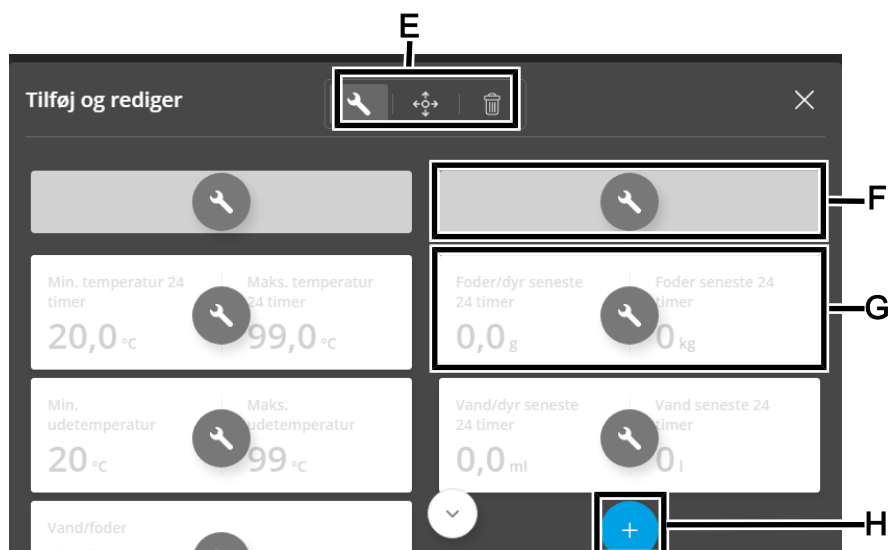 E
Tilføj og rediger
F
Min. temperatur 24
timer
20,0 °C
Maks. temperatur
24 timer
99,0 °C
Foder/dyr seneste
24 timer
0,0 g
Foder seneste 24
timer
0 kg
G
Min.
udetemperatur
20 °C
Maks.
udetemperatur
99 °C
Vand/dyr seneste
24 timer
0,0 ml
Vand seneste 24
timer
0 l
Vand/foder
H